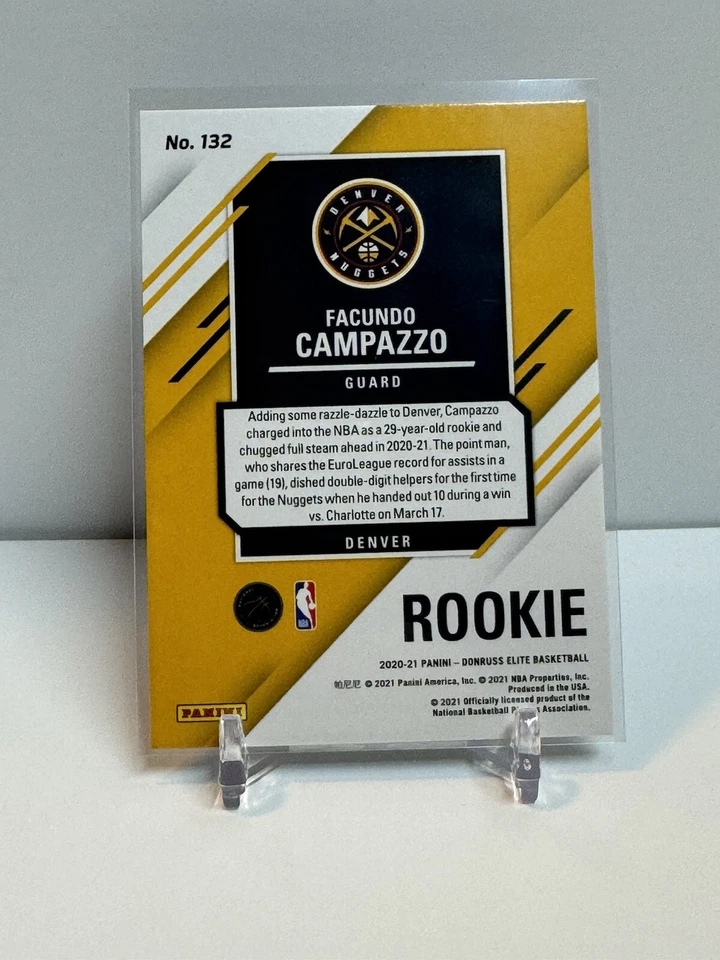 No. 132
DENVER
NUGGETS
FACUNDO
CAMPAZZO
GUARD
Adding some razzle-dazzle to Denver, Campazzo
charged into the NBA as a 29-year-old rookie and
chugged full steam ahead in 2020-21. The point man,
who shares the EuroLeague record for assists in a
game (19), dished double-digit helpers for the first time
for the Nuggets when he handed out 10 during a win
vs. Charlotte on March 17.
DENVER
NBA
ROOKIE
2020-21 PANINI – DONRUSS ELITE BASKETBALL
帕尼尼 © 2021 Panini America, Inc. © 2021 NBA Properties, Inc.
Produced in the USA.
© 2021 Officially licensed product of the
National Basketball Association.
PANINI